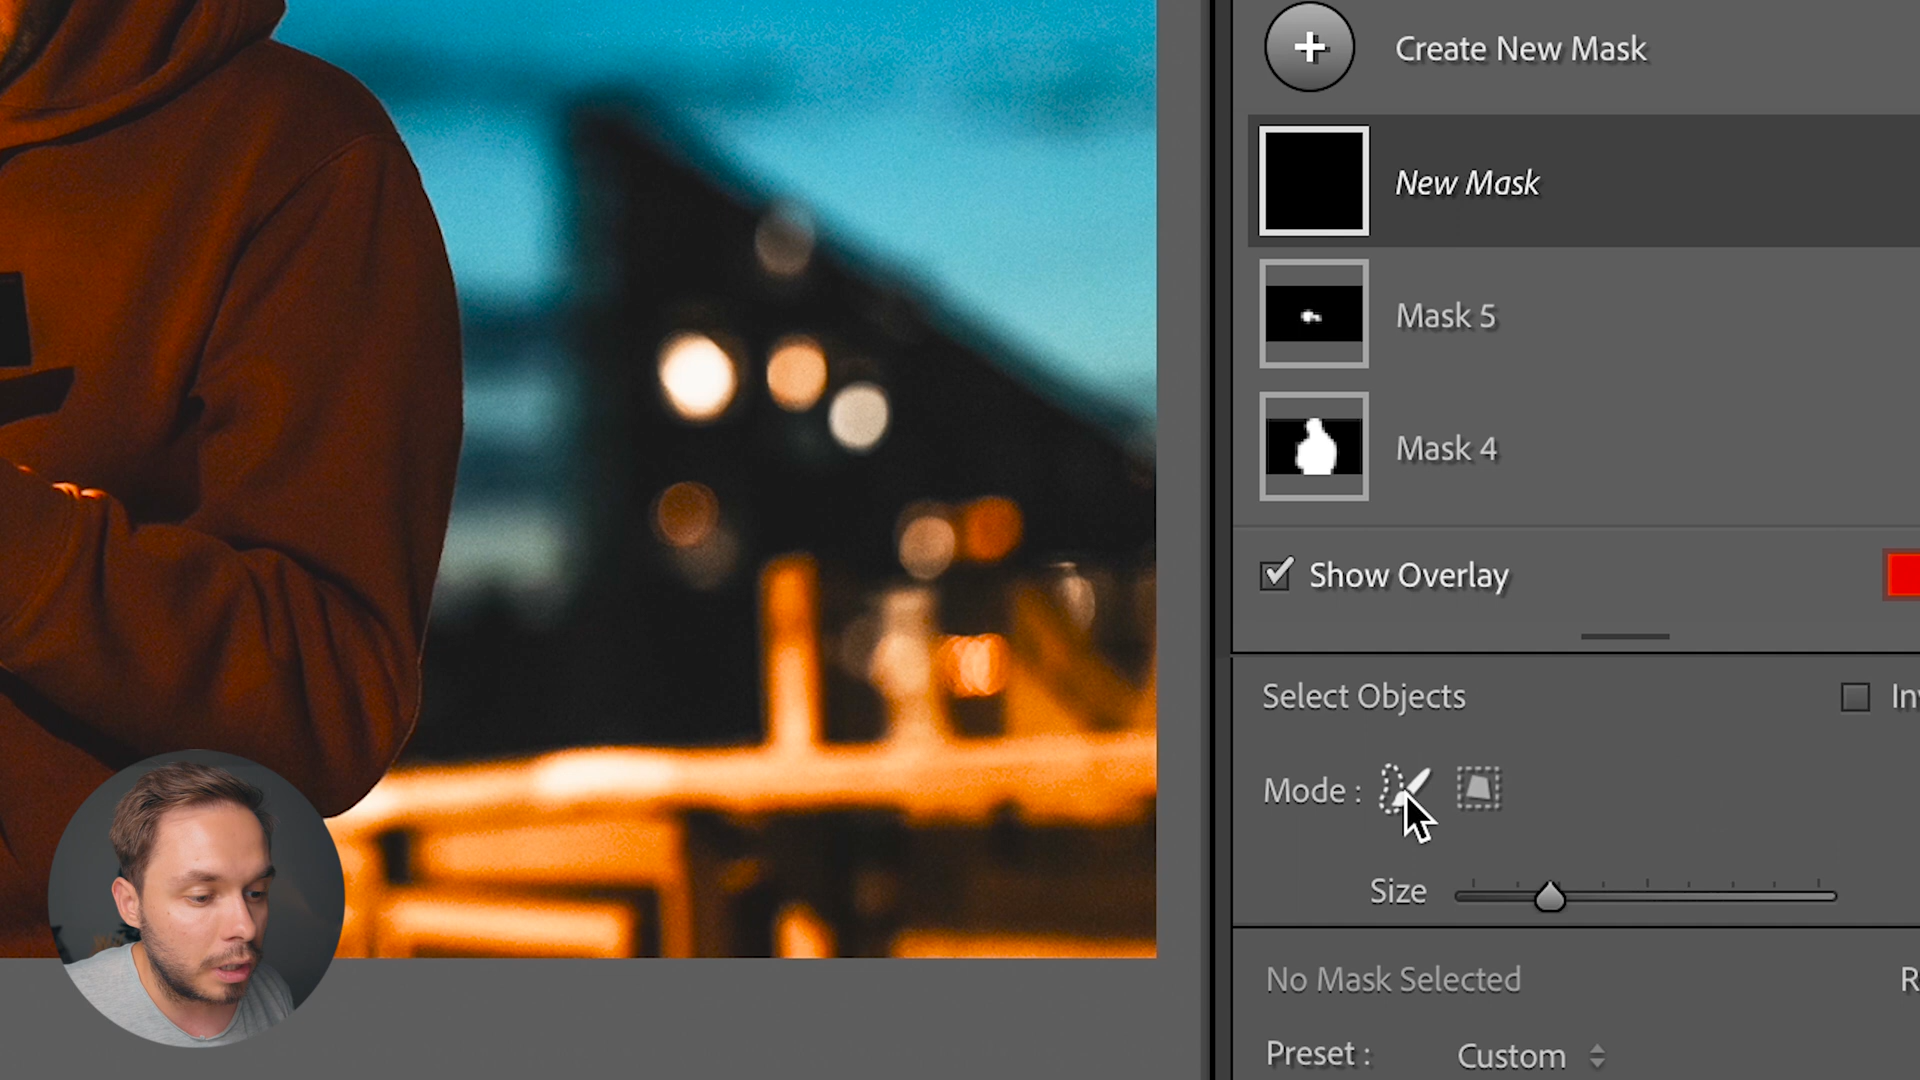 Create New Mask
New Mask
Mask 5
Mask 4
Show Overlay
Select Objects
Mode :
Size
No Mask Selected
Preset :
Custom